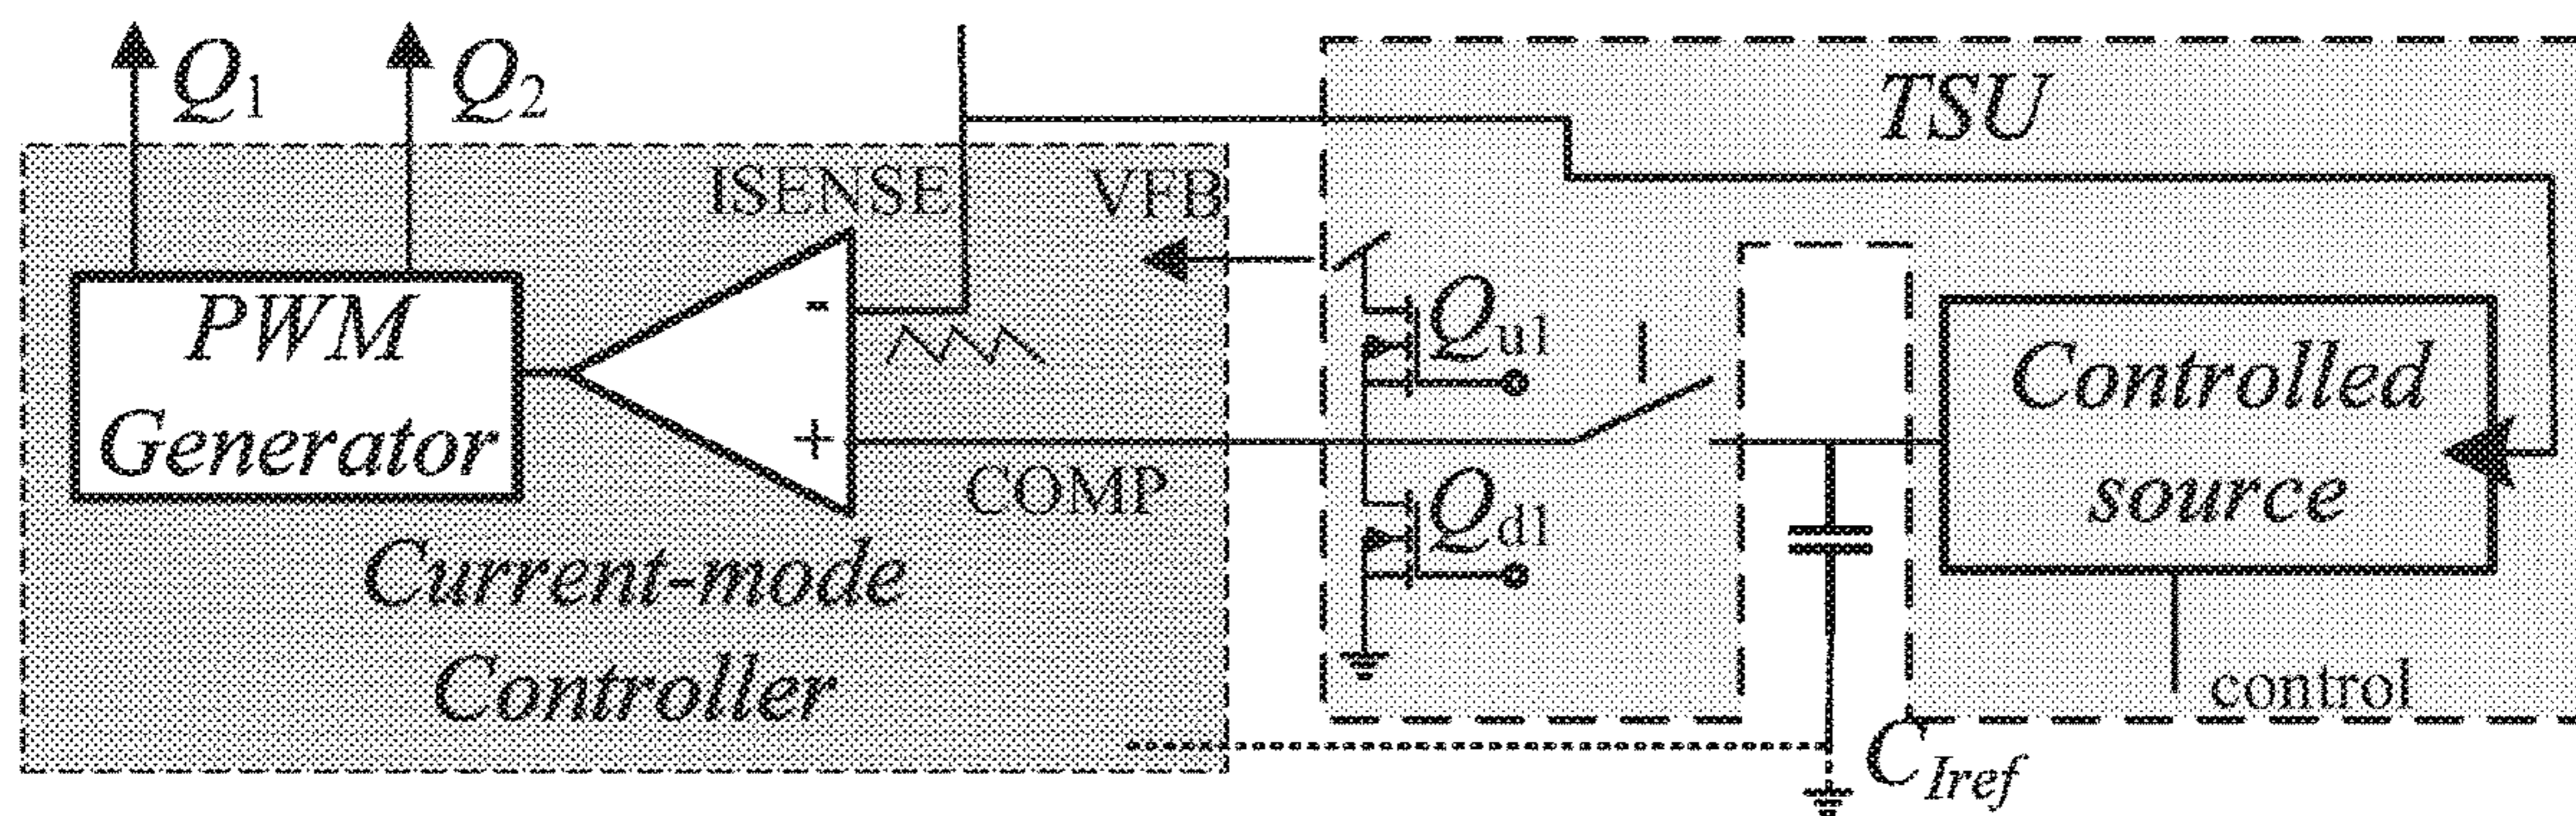 Q1
Q2
TSU
ISENSE
VFB
PWM
Generator
-
+
COMP
Qu1
Qd1
Controlled
source
Current-mode
Controller
control
CIref